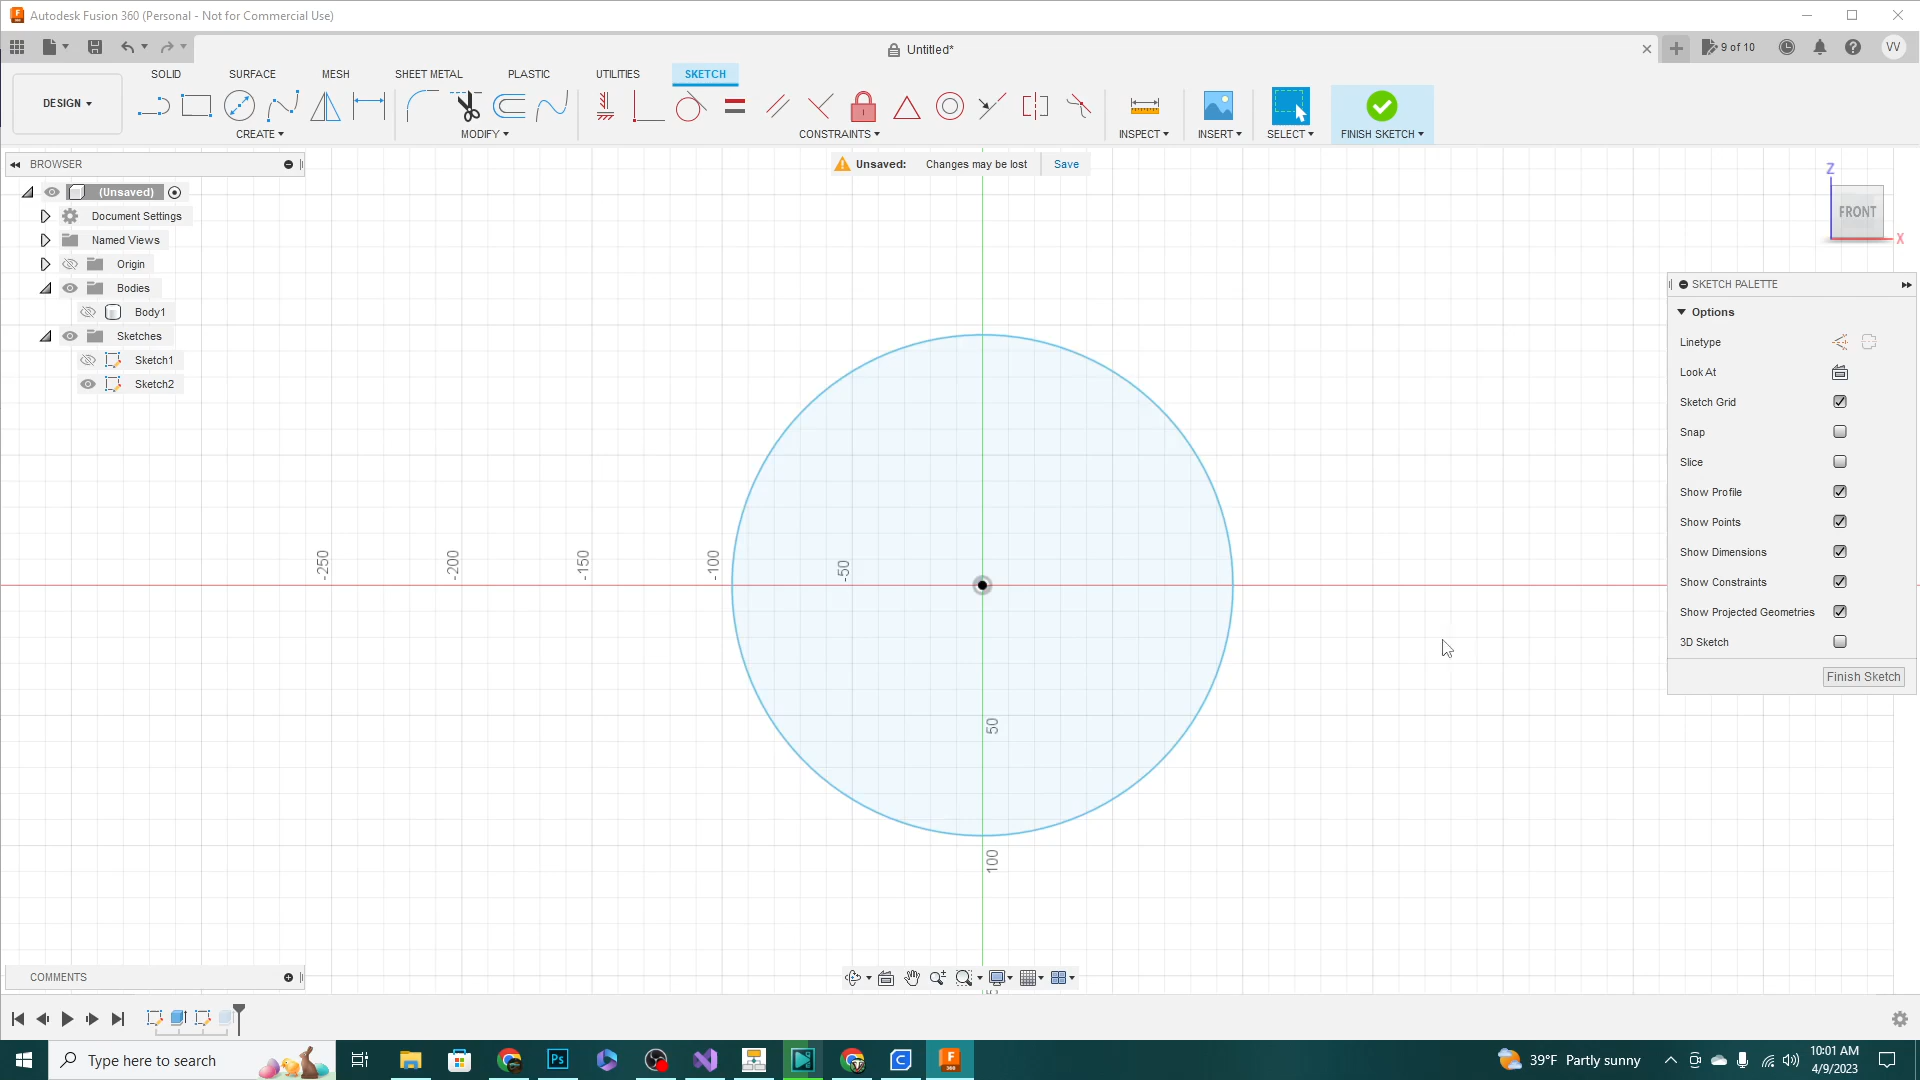 Autodesk Fusion 360 (Personal - Not for Commercial Use)
Untitled*
9 of 10
VV
SOLID
SURFACE
MESH
SHEET METAL
PLASTIC
UTILITIES
SKETCH
DESIGN
CREATE
MODIFY
CONSTRAINTS
INSPECT
INSERT
SELECT
FINISH SKETCH
BROWSER
Unsaved: Changes may be lost
Save
(Unsaved)
Document Settings
Named Views
Origin
Bodies
Body1
Sketches
Sketch1
Sketch2
Z
FRONT
X
SKETCH PALETTE
Options
Linetype
Look At
Sketch Grid
Snap
Slice
Show Profile
Show Points
Show Dimensions
Show Constraints
Show Projected Geometries
3D Sketch
Finish Sketch
-250
-200
-150
-100
-50
50
100
COMMENTS
Type here to search
Ps
39°F Partly sunny
10:01 AM
4/9/2023